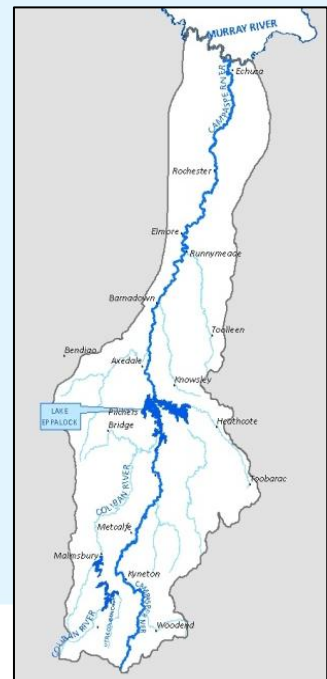 MURRAY RIVER
Echuca
CAMPASPE RIVER
Rochester
Elmore
Runnymeade
Barnadown
Toolleen
Bendigo
Axedale
Knowsley
LAKE
EPPALOCK
Pilchers
Bridge
Heathcote
Toobarac
COLIBAN RIVER
Metcalfe
Malmsbury
Kyneton
CAMPASPE RIVER
COLIBAN RIVER
Woodend